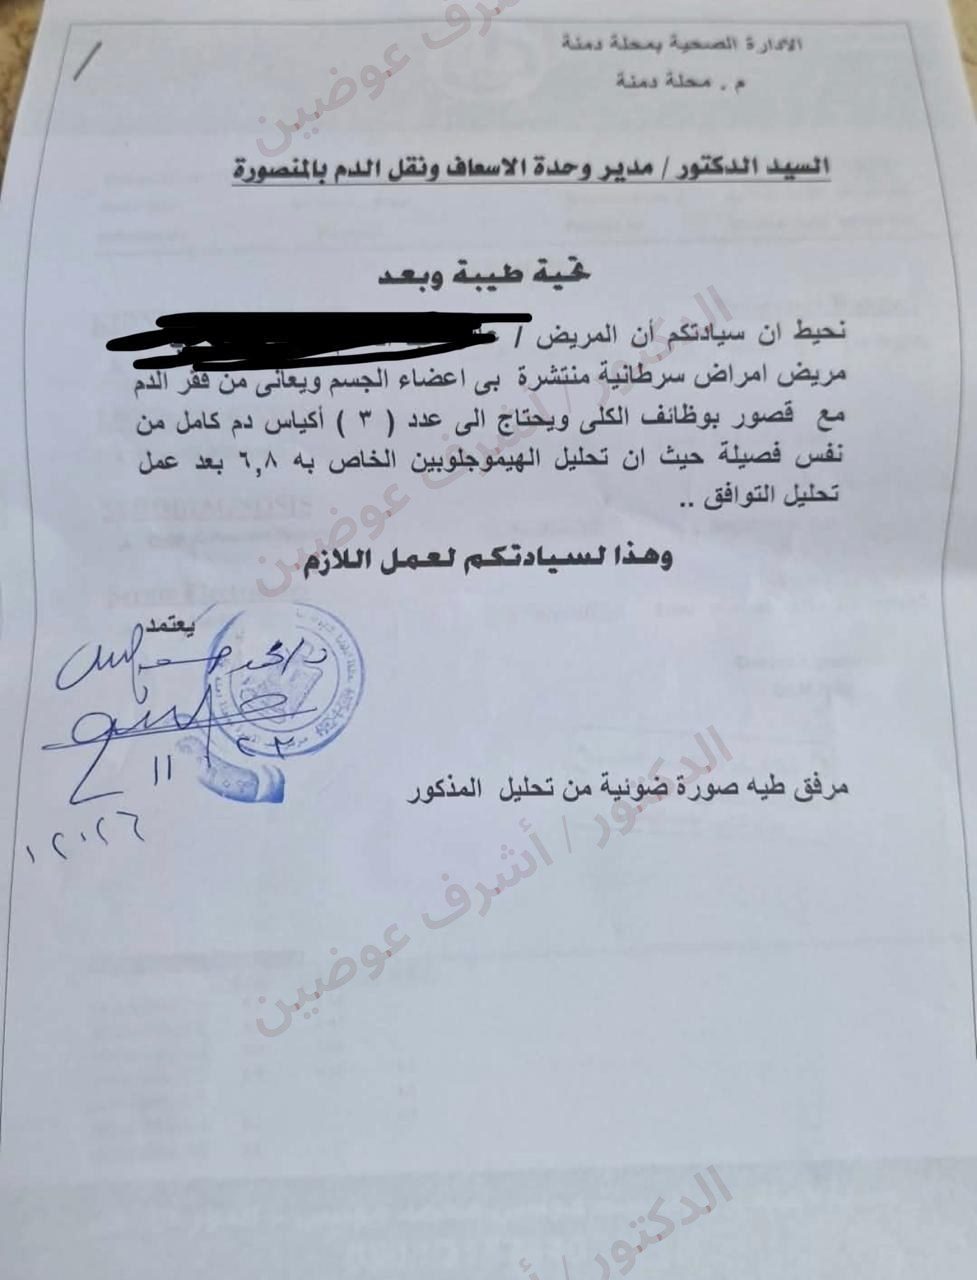 الادارة الصحية بمحلة دمنة
م . محلة دمنة
السيد الدكتور / مدير وحدة الاسعاف ونقل الدم بالمنصورة
تحية طيبة وبعد
نحيط ان سيادتكم أن المريض /
مريض امراض سرطانية منتشرة بى اعضاء الجسم ويعانى من فقر الدم
مع قصور بوظائف الكلى ويحتاج الى عدد ( ٣ ) أكياس دم كامل من
نفس فصيلة حيث ان تحليل الهيموجلوبين الخاص به ٦,٨ بعد عمل
تحليل التوافق ..
وهذا لسيادتكم لعمل اللازم
يعتمد
مرفق طيه صورة ضوئية من تحليل المذكور
الدكتور / أشرف عوضين